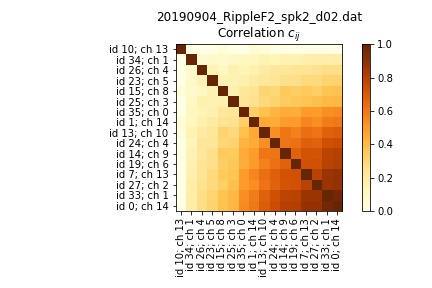 20190904_RippleF2_spk2_d02.dat
Correlation c_ij
id 10; ch 13
id 34; ch 1
id 26; ch 4
id 23; ch 5
id 15; ch 8
id 25; ch 3
id 35; ch 0
id 1; ch 14
id 13; ch 10
id 24; ch 4
id 14; ch 9
id 19; ch 6
id 7; ch 13
id 27; ch 2
id 33; ch 1
id 0; ch 14
1.0
0.8
0.6
0.4
0.2
0.0
id 10; ch 13
id 34; ch 1
id 26; ch 4
id 23; ch 5
id 15; ch 8
id 25; ch 3
id 35; ch 0
id 1; ch 14
id 13; ch 10
id 24; ch 4
id 14; ch 9
id 19; ch 6
id 7; ch 13
id 27; ch 2
id 33; ch 1
id 0; ch 14